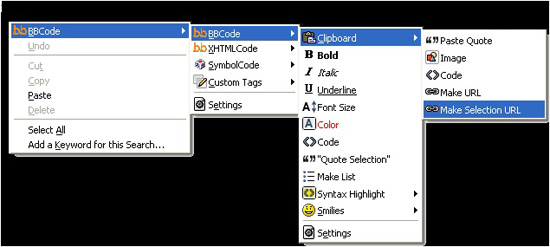 BBCode
Undo
Cut
Copy
Paste
Delete
Select All
Add a Keyword for this Search...
BBCode
XHTMLCode
SymbolCode
Custom Tags
Settings
Clipboard
Bold
Italic
Underline
Font Size
Color
Code
"Quote Selection"
Make List
Syntax Highlight
Smilies
Settings
Paste Quote
Image
Code
Make URL
Make Selection URL